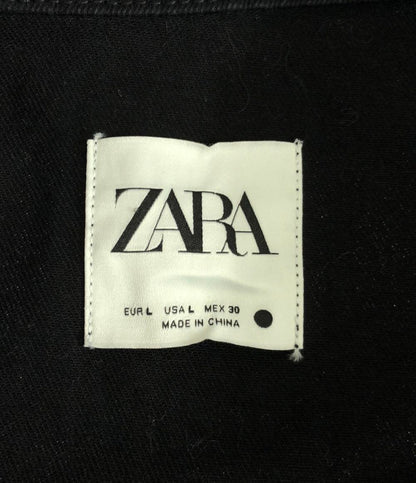 ZARA
EUR L USA L MEX 30
MADE IN CHINA